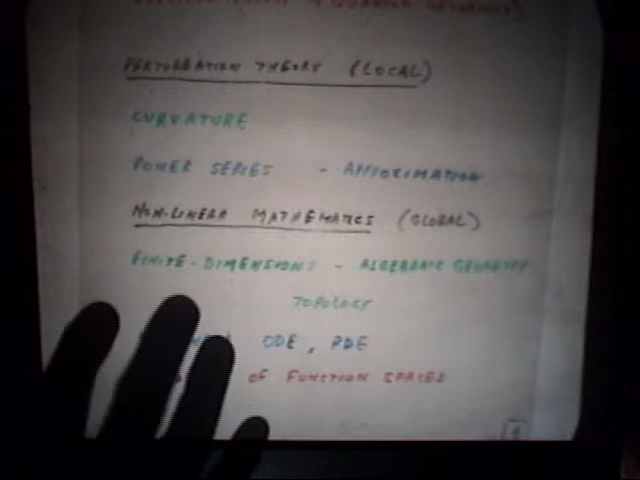 PERTURBATION THEORY (LOCAL)
CURVATURE
POWER SERIES - APPROXIMATION
NON-LINEAR MATHEMATICS (GLOBAL)
FINITE-DIMENSIONS - ALGEBRAIC GEOMETRY
TOPOLOGY
ODE, PDE
OF FUNCTION SPACES